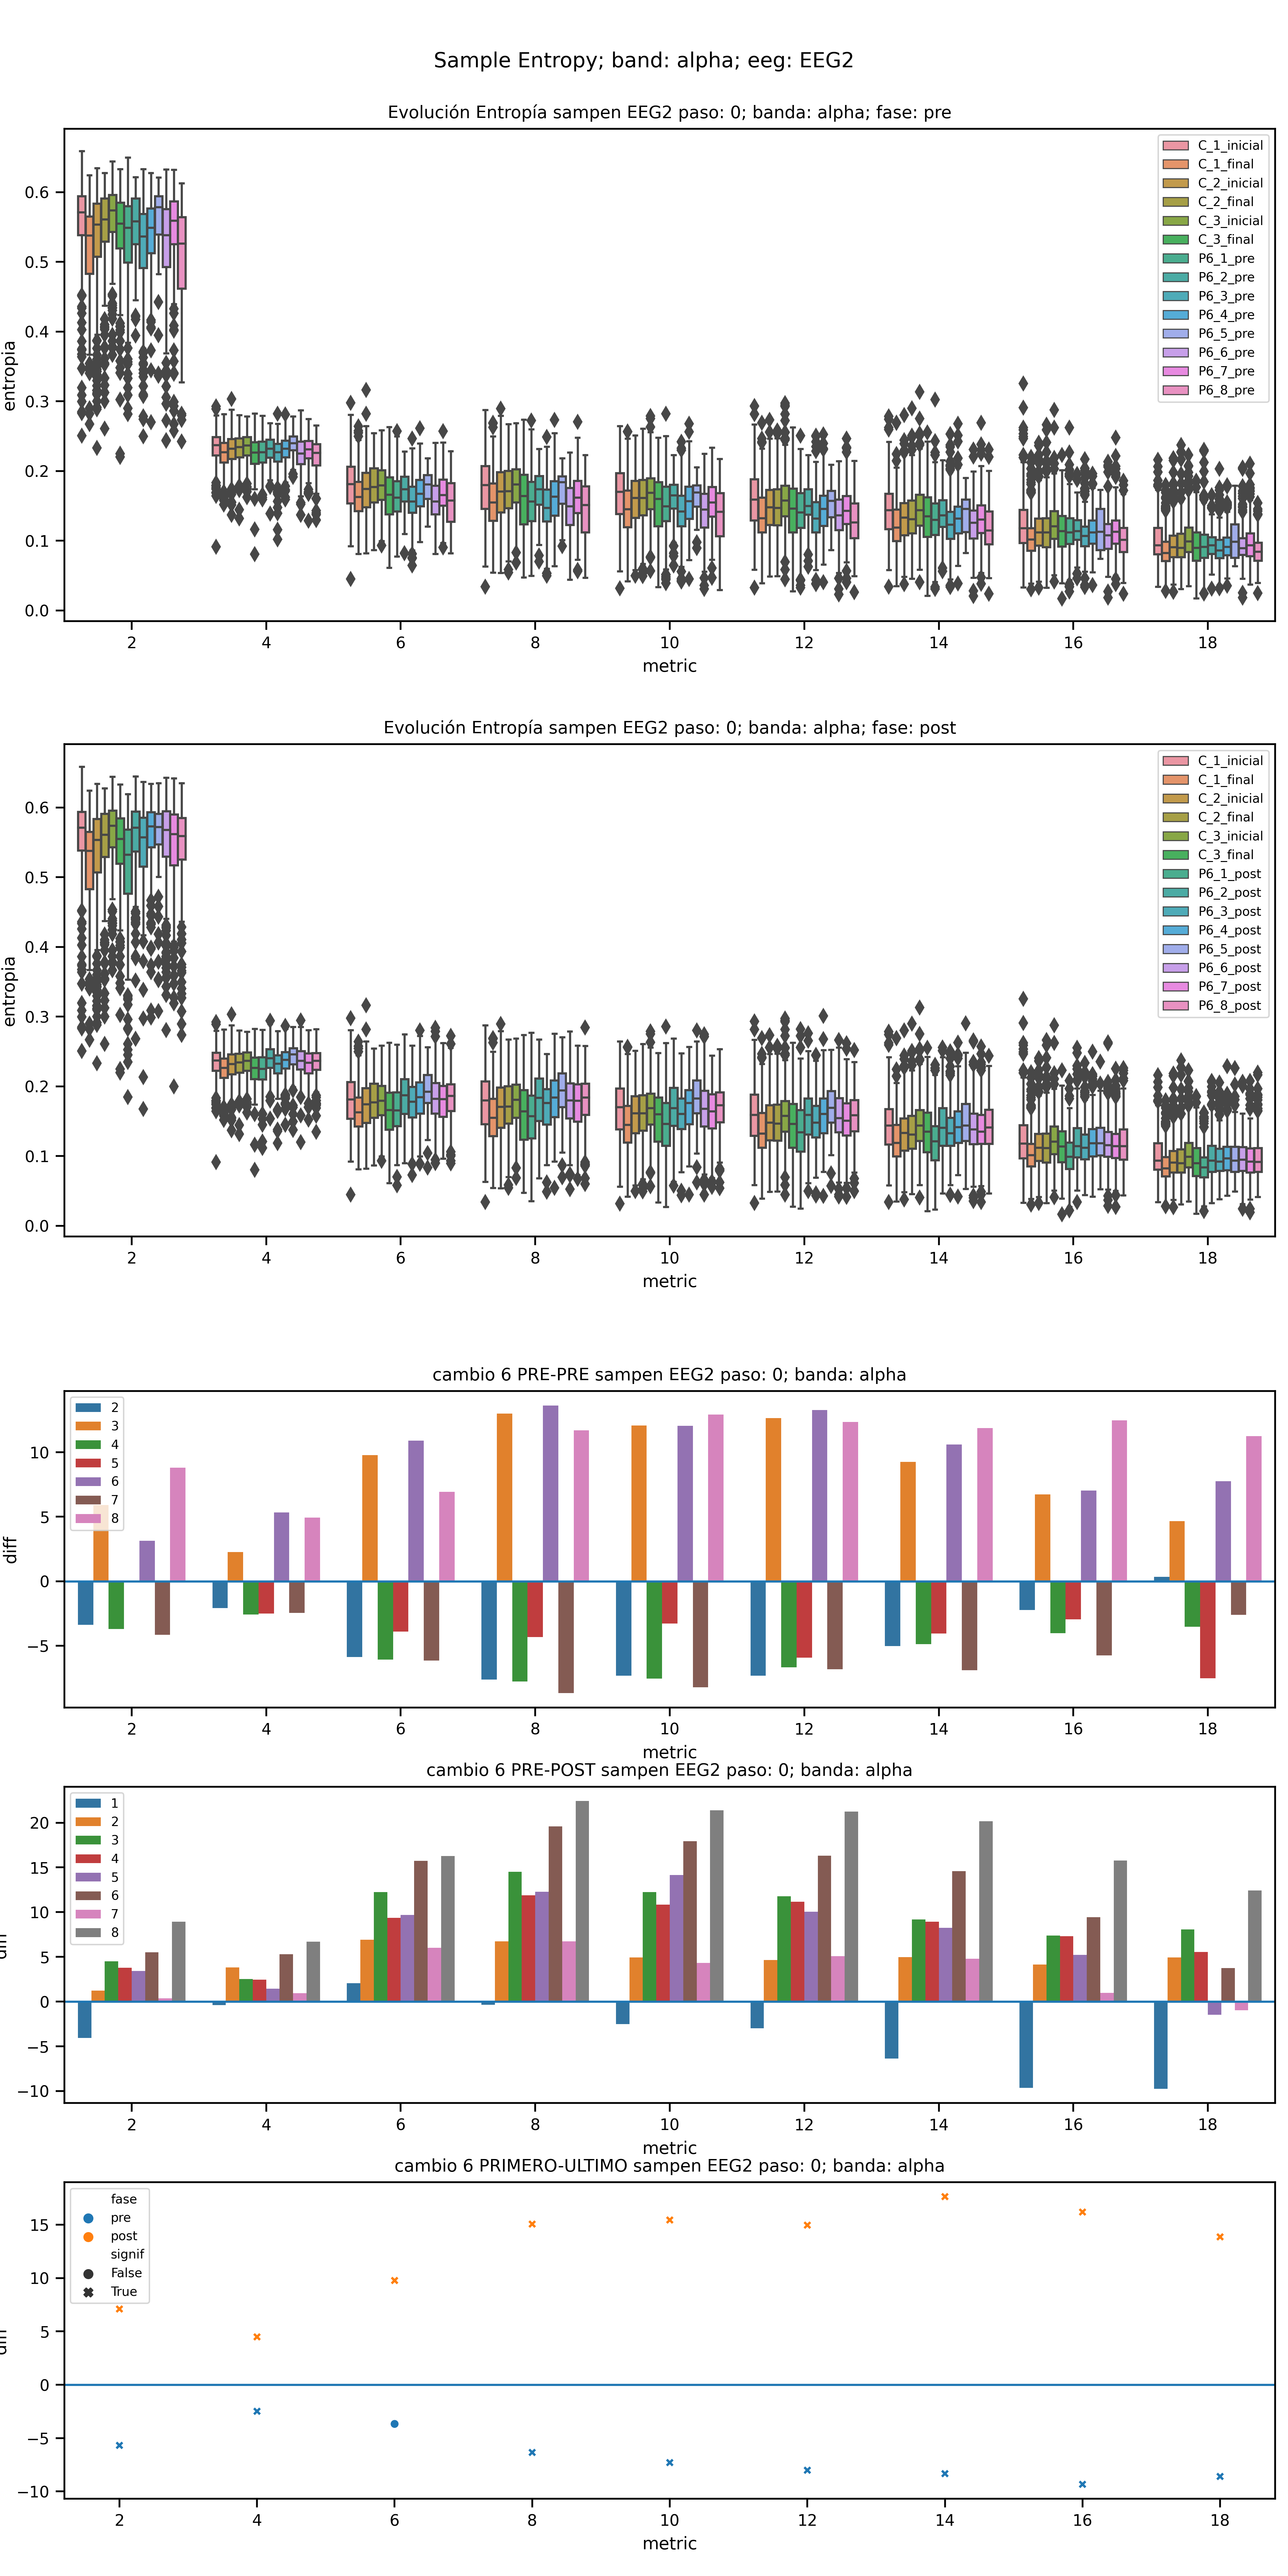 Sample Entropy; band: alpha; eeg: EEG2
Evolución Entropía sampen EEG2 paso: 0; banda: alpha; fase: pre
C_1_inicial
C_1_final
C_2_inicial
C_2_final
C_3_inicial
C_3_final
P6_1_pre
P6_2_pre
P6_3_pre
P6_4_pre
P6_5_pre
P6_6_pre
P6_7_pre
P6_8_pre
entropia
0.6
0.5
0.4
0.3
0.2
0.1
0.0
2 4 6 8 10 12 14 16 18
metric
Evolución Entropía sampen EEG2 paso: 0; banda: alpha; fase: post
C_1_inicial
C_1_final
C_2_inicial
C_2_final
C_3_inicial
C_3_final
P6_1_post
P6_2_post
P6_3_post
P6_4_post
P6_5_post
P6_6_post
P6_7_post
P6_8_post
entropia
0.6
0.5
0.4
0.3
0.2
0.1
0.0
2 4 6 8 10 12 14 16 18
metric
cambio 6 PRE-PRE sampen EEG2 paso: 0; banda: alpha
2
3
4
5
6
7
8
diff
10
5
0
−5
2 4 6 8 10 12 14 16 18
metric
cambio 6 PRE-POST sampen EEG2 paso: 0; banda: alpha
1
2
3
4
5
6
7
8
diff
20
15
10
5
0
−5
−10
2 4 6 8 10 12 14 16 18
metric
cambio 6 PRIMERO-ULTIMO sampen EEG2 paso: 0; banda: alpha
fase
pre
post
signif
False
True
diff
15
10
5
0
−5
−10
2 4 6 8 10 12 14 16 18
metric